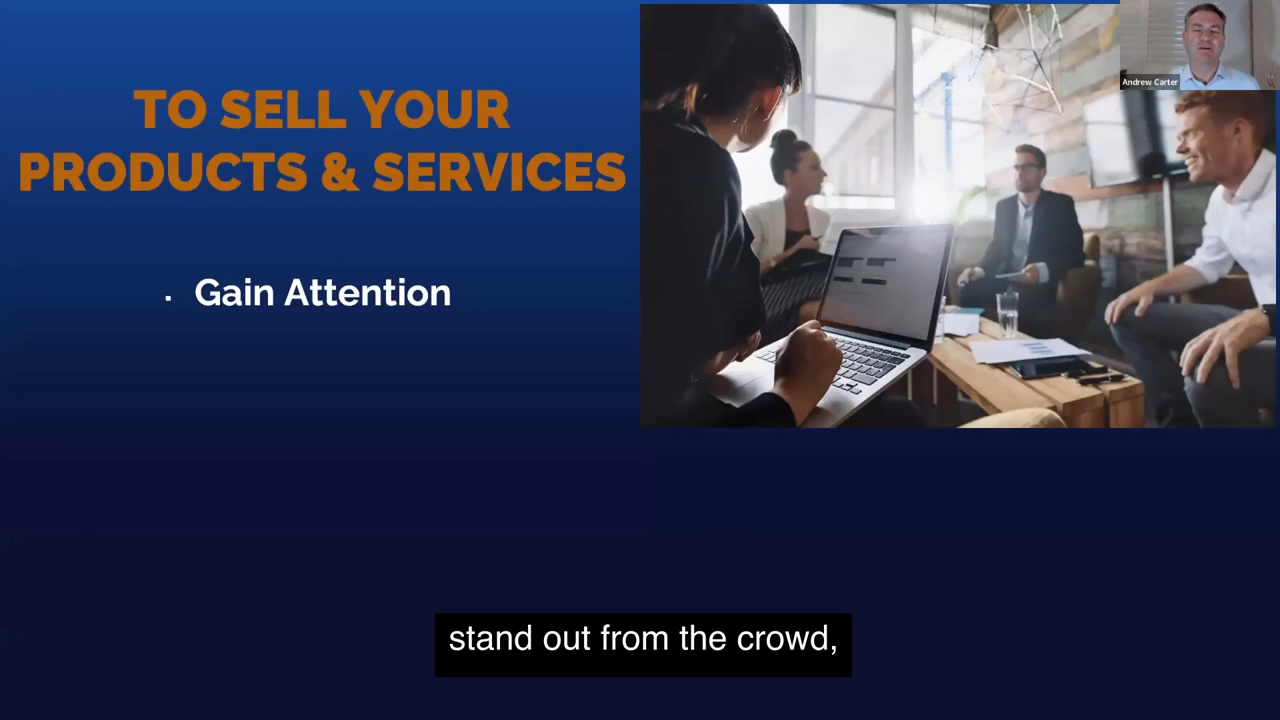 TO SELL YOUR
PRODUCTS & SERVICES
▪ Gain Attention
Andrew Carter
stand out from the crowd,